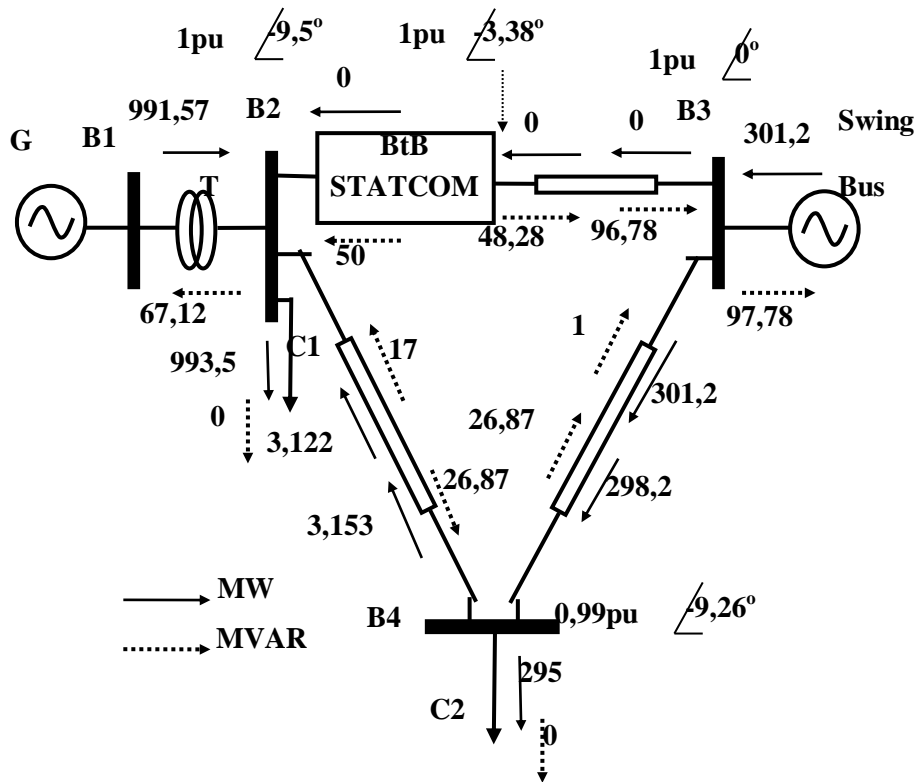 1pu -9,5º 1pu -3,38º
1pu 0º
0
991,57 B2 0 0 B3
G B1 301,2 Swing
BtB
T STATCOM Bus
48,28 96,78
50
67,12 97,78
993,5 C1 17 1
301,2
0
3,122 26,87
26,87 298,2
3,153
MW
B4 0,99pu -9,26º
MVAR
295
C2
0